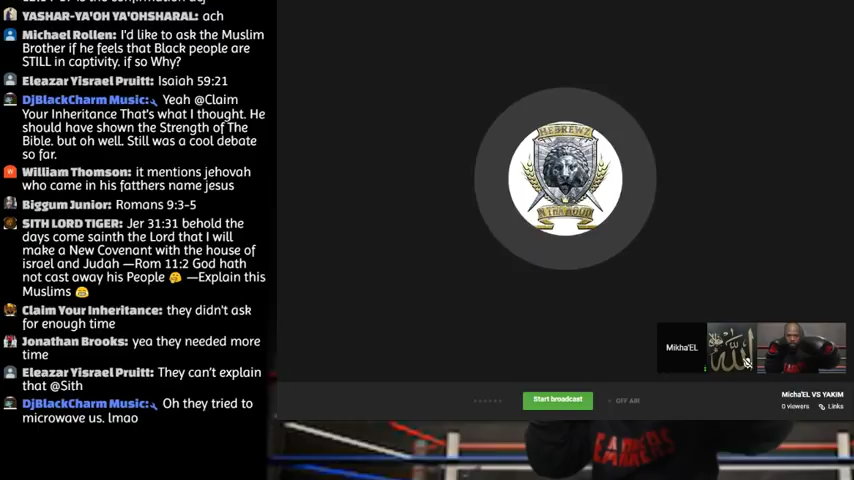 YASHAR-YA'OH YA'OHSHARAL: ach
Michael Rollen: I'd like to ask the Muslim
Brother if he feels that Black people are
STILL in captivity. if so Why?
Eleazar Yisrael Pruitt: Isaiah 59:21
DjBlackCharm Music: Yeah @Claim
Your Inheritance That's what I thought. He
should have shown the Strength of The
Bible. but oh well. Still was a cool debate
so far.
William Thomson: it mentions jehovah
who came in his fatthers name jesus
Biggum Junior: Romans 9:3-5
SITH LORD TIGER: Jer 31:31 behold the
days come sainth the Lord that I will
make a New Covenant with the house of
israel and Judah —Rom 11:2 God hath
not cast away his People 🤔 —Explain this
Muslims 😄
Claim Your Inheritance: they didn't ask
for enough time
Jonathan Brooks: yea they needed more
time
Eleazar Yisrael Pruitt: They can't explain
that @Sith
DjBlackCharm Music: Oh they tried to
microwave us. lmao
HEBREWZ
N THA HOOD
Mikha'EL
الله
Start broadcast
OFF AIR
Micha'EL VS YAKIM
0 viewers
Links